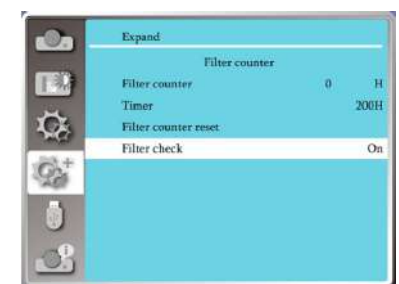 Expand
Filter counter
Filter counter 0 H
Timer 200H
Filter counter reset
Filter check On